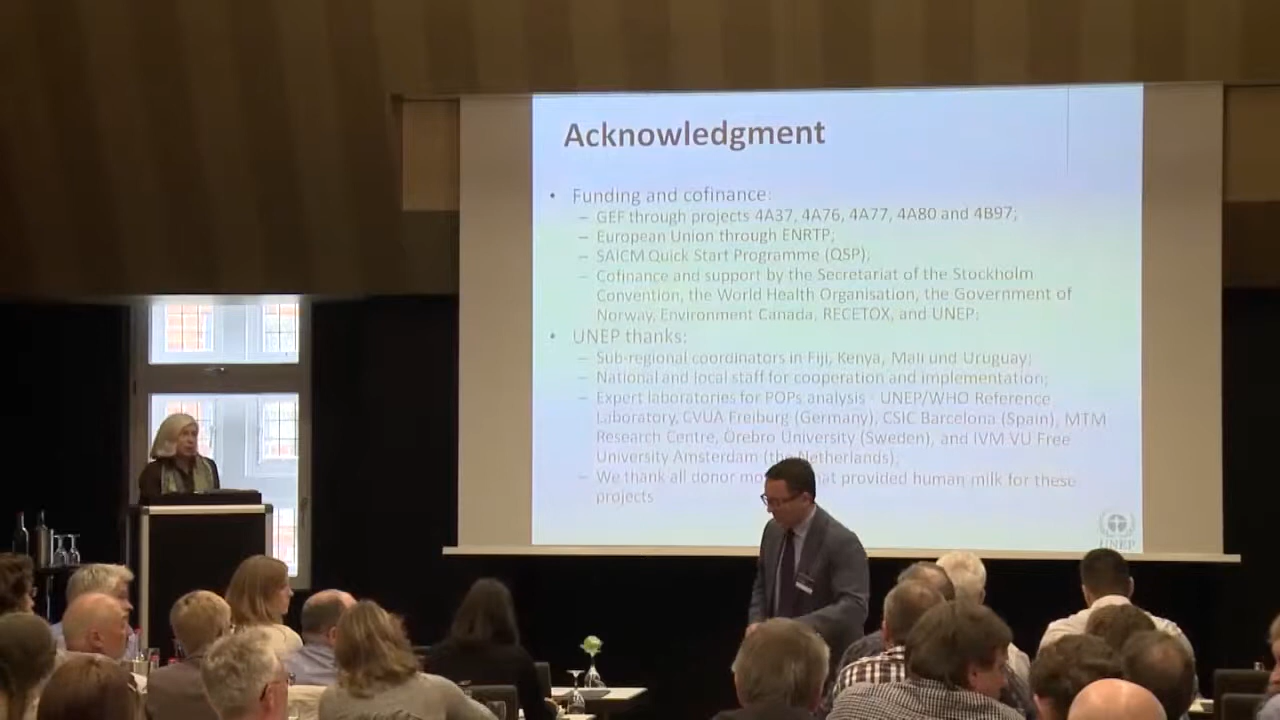 Acknowledgment
• Funding and cofinance:
– GEF through projects 4A37, 4A76, 4A77, 4A80 and 4B97;
– European Union through ENRTP;
– SAICM Quick Start Programme (QSP);
– Cofinance and support by the Secretariat of the Stockholm
Convention, the World Health Organisation, the Government of
Norway, Environment Canada, RECETOX, and UNEP;
• UNEP thanks:
– Sub-regional coordinators in Fiji, Kenya, Mali und Uruguay;
– National and local staff for cooperation and implementation;
– Expert laboratories for POPs analysis - UNEP/WHO Reference
Laboratory, CVUA Freiburg (Germany), CSIC Barcelona (Spain), MTM
Research Centre, Örebro University (Sweden), and IVM VU Free
University Amsterdam (the Netherlands);
– We thank all donor provided human milk for these
projects
UNEP